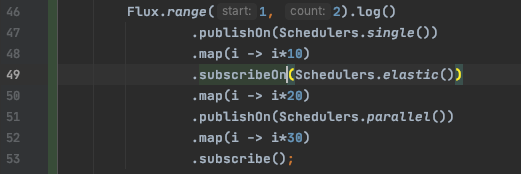 46 Flux.range( start: 1, count: 2).log()
47 .publishOn(Schedulers.single())
48 .map(i -> i*10)
49 .subscribeOn(Schedulers.elastic())
50 .map(i -> i*20)
51 .publishOn(Schedulers.parallel())
52 .map(i -> i*30)
53 .subscribe();